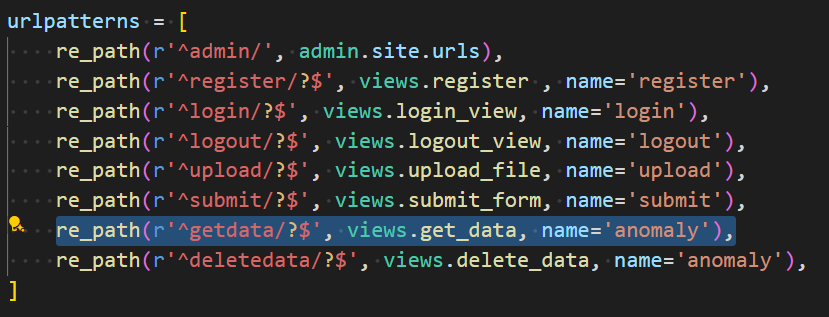 urlpatterns = [
    re_path(r'^admin/', admin.site.urls),
    re_path(r'^register/?$', views.register , name='register'),
    re_path(r'^login/?$', views.login_view, name='login'),
    re_path(r'^logout/?$', views.logout_view, name='logout'),
    re_path(r'^upload/?$', views.upload_file, name='upload'),
    re_path(r'^submit/?$', views.submit_form, name='submit'),
    re_path(r'^getdata/?$', views.get_data, name='anomaly'),
    re_path(r'^deletedata/?$', views.delete_data, name='anomaly'),
]